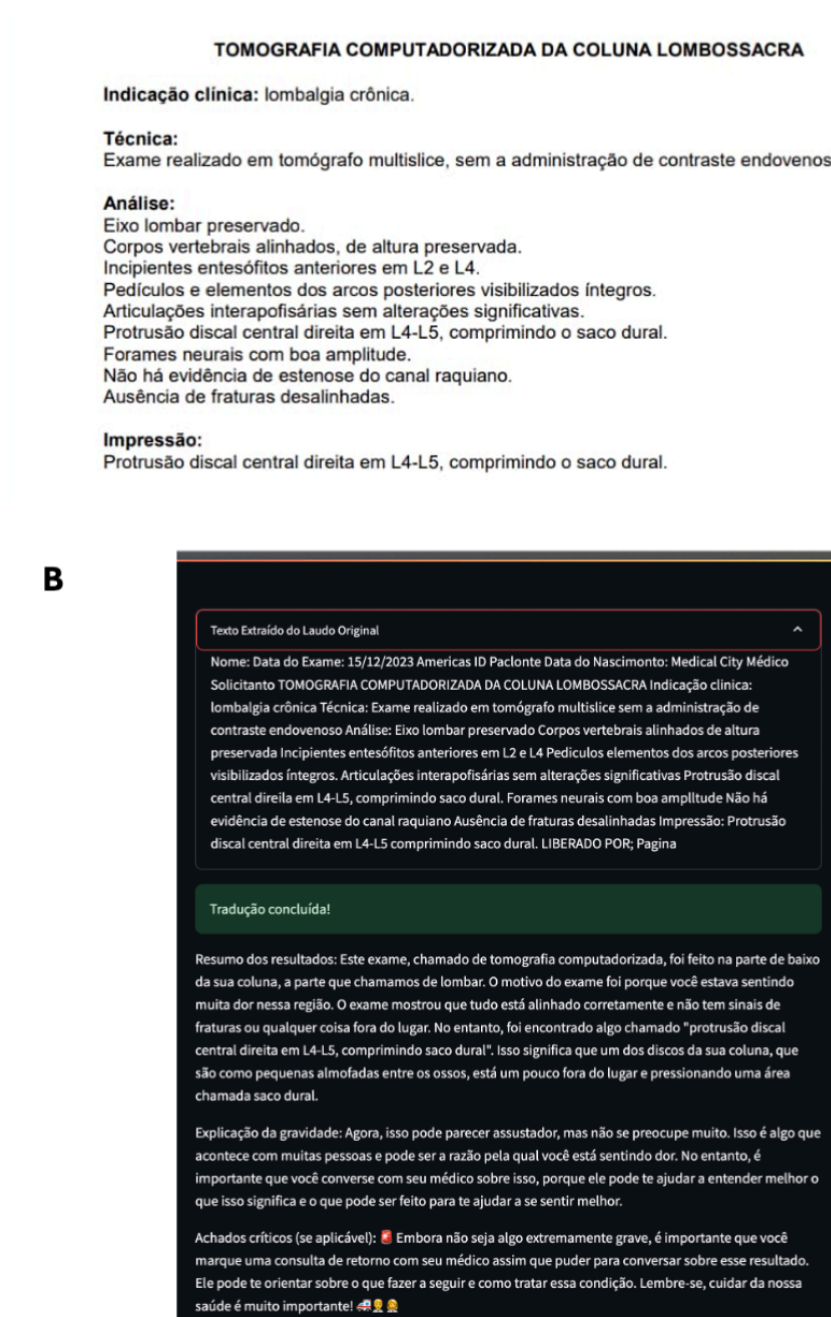 TOMOGRAFIA COMPUTADORIZADA DA COLUNA LOMBOSSACRA
Indicação clínica: lombalgia crônica.
Técnica:
Exame realizado em tomógrafo multislice, sem a administração de contraste endovenos
Análise:
Eixo lombar preservado.
Corpos vertebrais alinhados, de altura preservada.
Incipientes entesófitos anteriores em L2 e L4.
Pedículos e elementos dos arcos posteriores visibilizados íntegros.
Articulações interapofisárias sem alterações significativas.
Protrusão discal central direita em L4-L5, comprimindo o saco dural.
Forames neurais com boa amplitude.
Não há evidência de estenose do canal raquiano.
Ausência de fraturas desalinhadas.
Impressão:
Protrusão discal central direita em L4-L5, comprimindo o saco dural.
B
Texto Extraído do Laudo Original
Nome: Data do Exame: 15/12/2023 Americas ID Paclonte Data do Nascimonto: Medical City Médico
Solicitanto TOMOGRAFIA COMPUTADORIZADA DA COLUNA LOMBOSSACRA Indicação clinica:
lombalgia crônica Técnica: Exame realizado em tomógrafo multislice sem a administração de
contraste endovenoso Análise: Eixo lombar preservado Corpos vertebrais alinhados de altura
preservada Incipientes entesófitos anteriores em L2 e L4 Pediculos elementos dos arcos posteriores
visibilizados íntegros. Articulações interapofisárias sem alterações significativas Protrusão discal
central direila em L4-L5, comprimindo saco dural. Forames neurais com boa amplltude Não há
evidência de estenose do canal raquiano Ausência de fraturas desalinhadas Impressão: Protrusão
discal central direita em L4-L5 comprimindo saco dural. LIBERADO POR; Pagina
Tradução concluída!
Resumo dos resultados: Este exame, chamado de tomografia computadorizada, foi feito na parte de baixo
da sua coluna, a parte que chamamos de lombar. O motivo do exame foi porque você estava sentindo
muita dor nessa região. O exame mostrou que tudo está alinhado corretamente e não tem sinais de
fraturas ou qualquer coisa fora do lugar. No entanto, foi encontrado algo chamado "protrusão discal
central direita em L4-L5, comprimindo saco dural". Isso significa que um dos discos da sua coluna, que
são como pequenas almofadas entre os ossos, está um pouco fora do lugar e pressionando uma área
chamada saco dural.
Explicação da gravidade: Agora, isso pode parecer assustador, mas não se preocupe muito. Isso é algo que
acontece com muitas pessoas e pode ser a razão pela qual você está sentindo dor. No entanto, é
importante que você converse com seu médico sobre isso, porque ele pode te ajudar a entender melhor o
que isso significa e o que pode ser feito para te ajudar a se sentir melhor.
Achados críticos (se aplicável): 🚨 Embora não seja algo extremamente grave, é importante que você
marque uma consulta de retorno com seu médico assim que puder para conversar sobre esse resultado.
Ele pode te orientar sobre o que fazer a seguir e como tratar essa condição. Lembre-se, cuidar da nossa
saúde é muito importante!